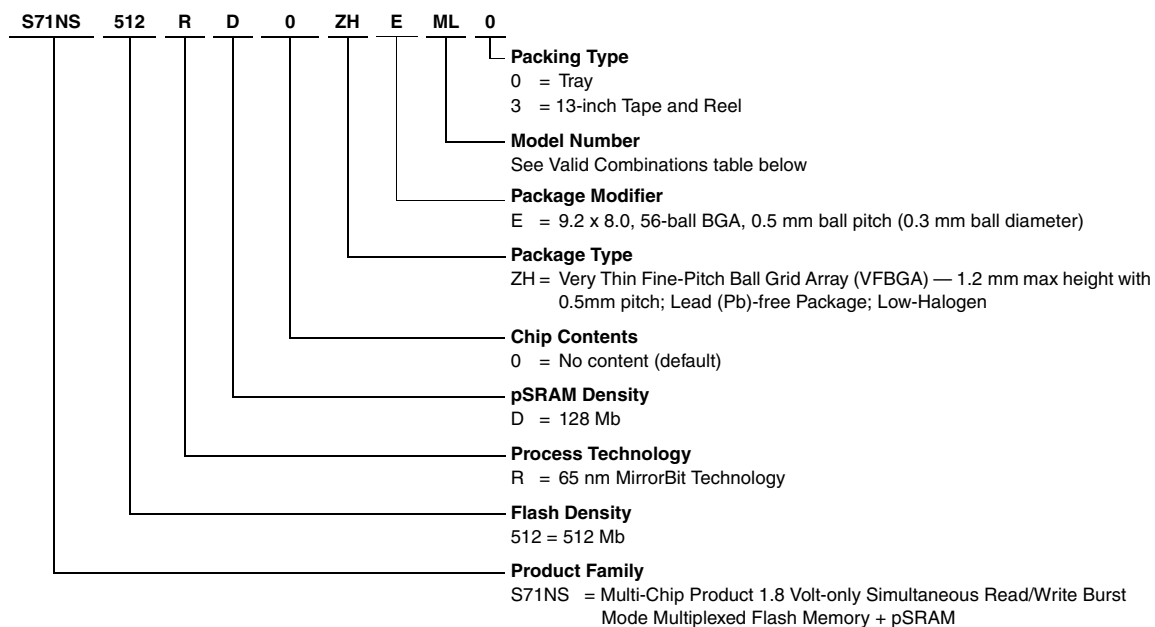 S71NS 512 R D 0 ZH E ML 0
Packing Type
0 = Tray
3 = 13-inch Tape and Reel
Model Number
See Valid Combinations table below
Package Modifier
E = 9.2 x 8.0, 56-ball BGA, 0.5 mm ball pitch (0.3 mm ball diameter)
Package Type
ZH = Very Thin Fine-Pitch Ball Grid Array (VFBGA) — 1.2 mm max height with
0.5mm pitch; Lead (Pb)-free Package; Low-Halogen
Chip Contents
0 = No content (default)
pSRAM Density
D = 128 Mb
Process Technology
R = 65 nm MirrorBit Technology
Flash Density
512 = 512 Mb
Product Family
S71NS = Multi-Chip Product 1.8 Volt-only Simultaneous Read/Write Burst
Mode Multiplexed Flash Memory + pSRAM